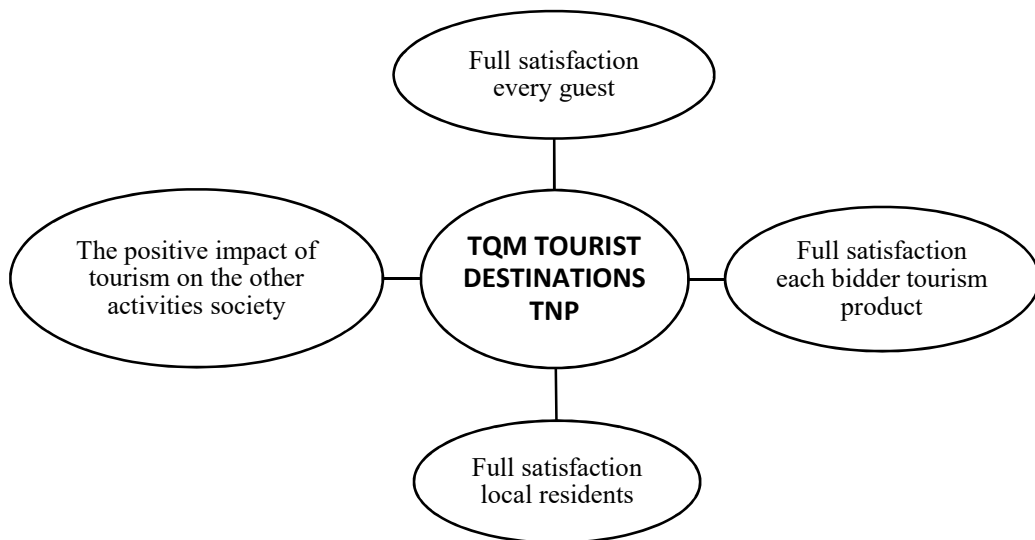 Full satisfaction
every guest
The positive impact of
tourism on the other
activities society
TQM TOURIST
DESTINATIONS
TNP
Full satisfaction
each bidder tourism
product
Full satisfaction
local residents